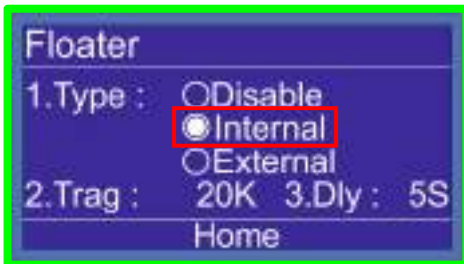 Floater
1.Type : ○Disable
◉Internal
○External
2.Trag : 20K 3.Dly : 5S
Home